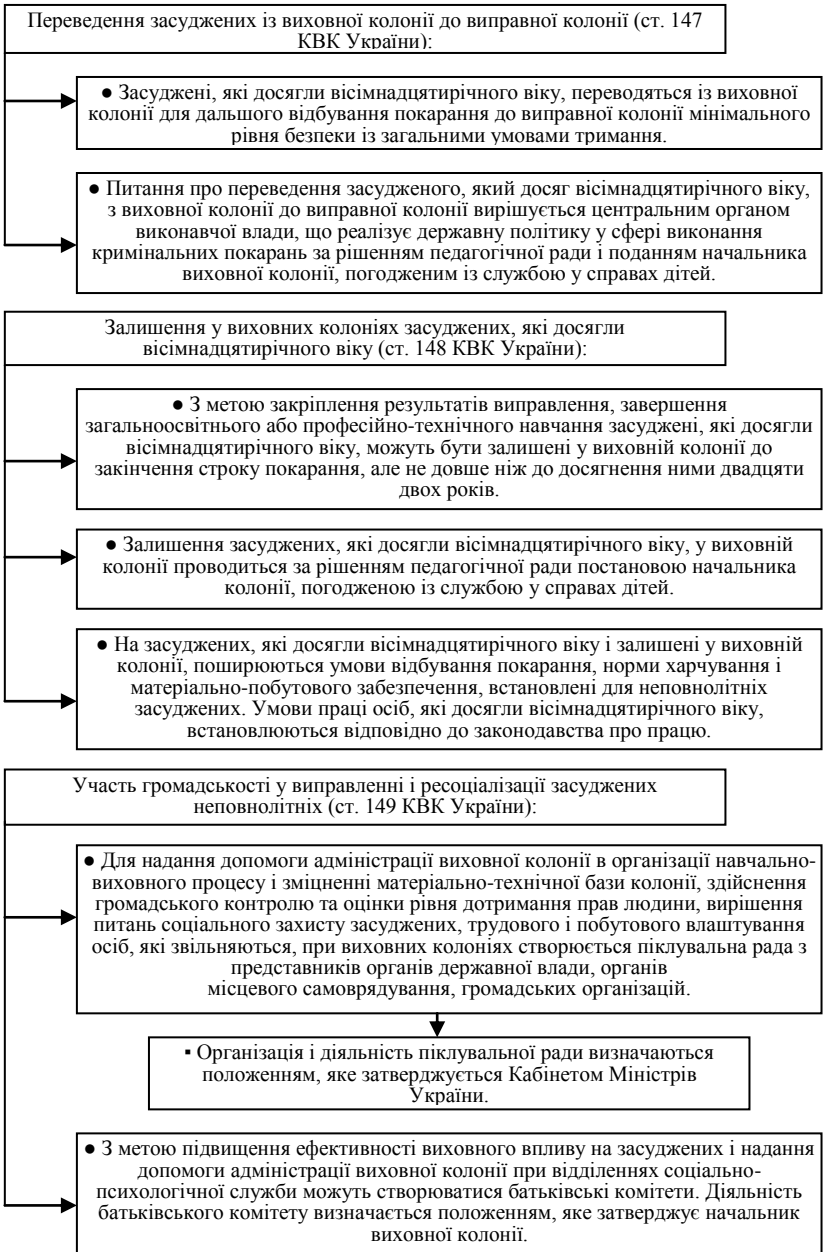 Переведення засуджених із виховної колонії до виправної колонії (ст. 147
КВК України):
● Засуджені, які досягли вісімнадцятирічного віку, переводяться із виховної
колонії для дальшого відбування покарання до виправної колонії мінімального
рівня безпеки із загальними умовами тримання.
● Питання про переведення засудженого, який досяг вісімнадцятирічного віку,
з виховної колонії до виправної колонії вирішується центральним органом
виконавчої влади, що реалізує державну політику у сфері виконання
кримінальних покарань за рішенням педагогічної ради і поданням начальника
виховної колонії, погодженим із службою у справах дітей.
Залишення у виховних колоніях засуджених, які досягли
вісімнадцятирічного віку (ст. 148 КВК України):
● З метою закріплення результатів виправлення, завершення
загальноосвітнього або професійно-технічного навчання засуджені, які досягли
вісімнадцятирічного віку, можуть бути залишені у виховній колонії до
закінчення строку покарання, але не довше ніж до досягнення ними двадцяти
двох років.
● Залишення засуджених, які досягли вісімнадцятирічного віку, у виховній
колонії проводиться за рішенням педагогічної ради постановою начальника
колонії, погодженою із службою у справах дітей.
● На засуджених, які досягли вісімнадцятирічного віку і залишені у виховній
колонії, поширюються умови відбування покарання, норми харчування і
матеріально-побутового забезпечення, встановлені для неповнолітніх
засуджених. Умови праці осіб, які досягли вісімнадцятирічного віку,
встановлюються відповідно до законодавства про працю.
Участь громадськості у виправленні і ресоціалізації засуджених
неповнолітніх (ст. 149 КВК України):
● Для надання допомоги адміністрації виховної колонії в організації навчально-
виховного процесу і зміцненні матеріально-технічної бази колонії, здійснення
громадського контролю та оцінки рівня дотримання прав людини, вирішення
питань соціального захисту засуджених, трудового і побутового влаштування
осіб, які звільняються, при виховних колоніях створюється піклувальна рада з
представників органів державної влади, органів
місцевого самоврядування, громадських організацій.
▪ Організація і діяльність піклувальної ради визначаються
положенням, яке затверджується Кабінетом Міністрів
України.
● З метою підвищення ефективності виховного впливу на засуджених і надання
допомоги адміністрації виховної колонії при відділеннях соціально-
психологічної служби можуть створюватися батьківські комітети. Діяльність
батьківського комітету визначається положенням, яке затверджує начальник
виховної колонії.